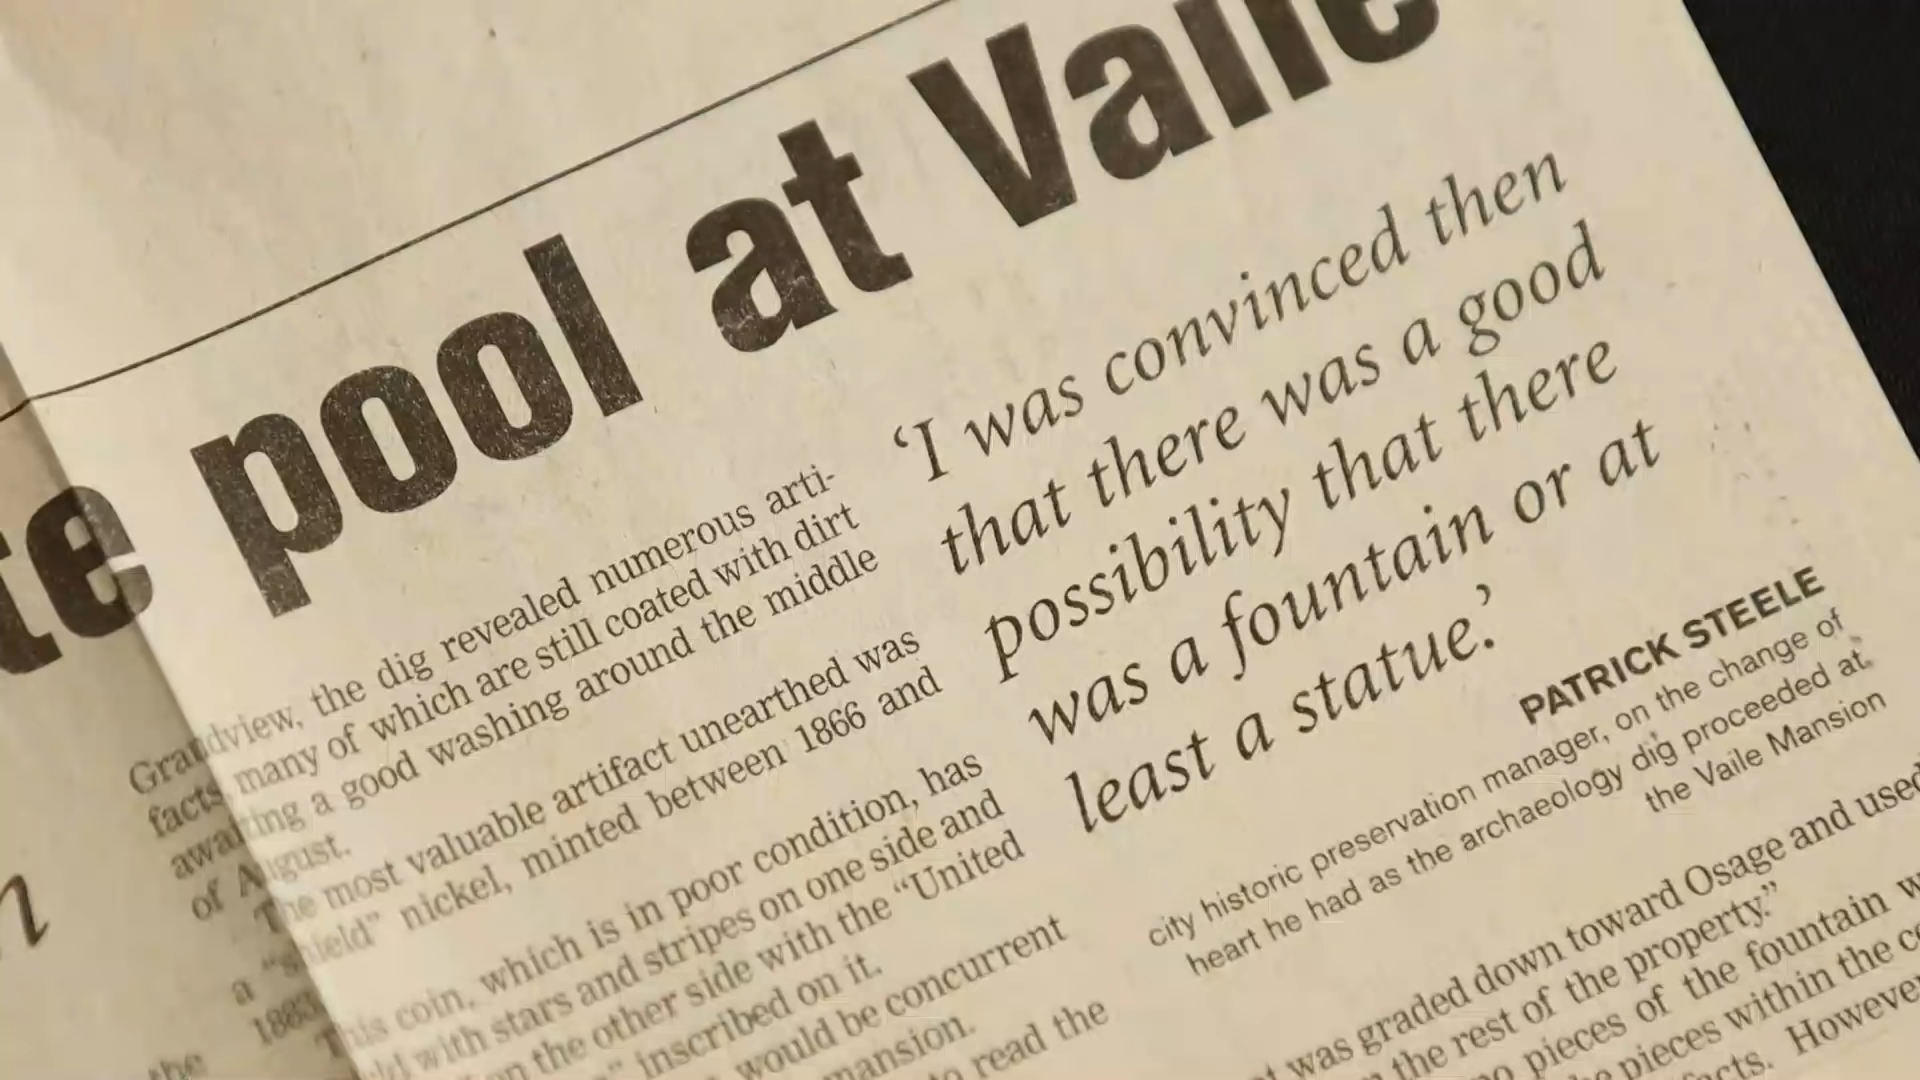 te pool at Vaile
Grandview, the dig revealed numerous arti-
facts, many of which are still coated with dirt
awaiting a good washing around the middle
of August.
The most valuable artifact unearthed was
a “shield” nickel, minted between 1866 and
1883
This coin, which is in poor condition, has
with stars and stripes on one side and
on the other side with the “United
” inscribed on it.
would be concurrent
mansion.
to read the
the
‘I was convinced then
that there was a good
possibility that there
was a fountain or at
least a statue.’
PATRICK STEELE
city historic preservation manager, on the change of
heart he had as the archaeology dig proceeded at
the Vaile Mansion
was graded down toward Osage and used
the rest of the property.”
pieces of the fountain
pieces within the
However